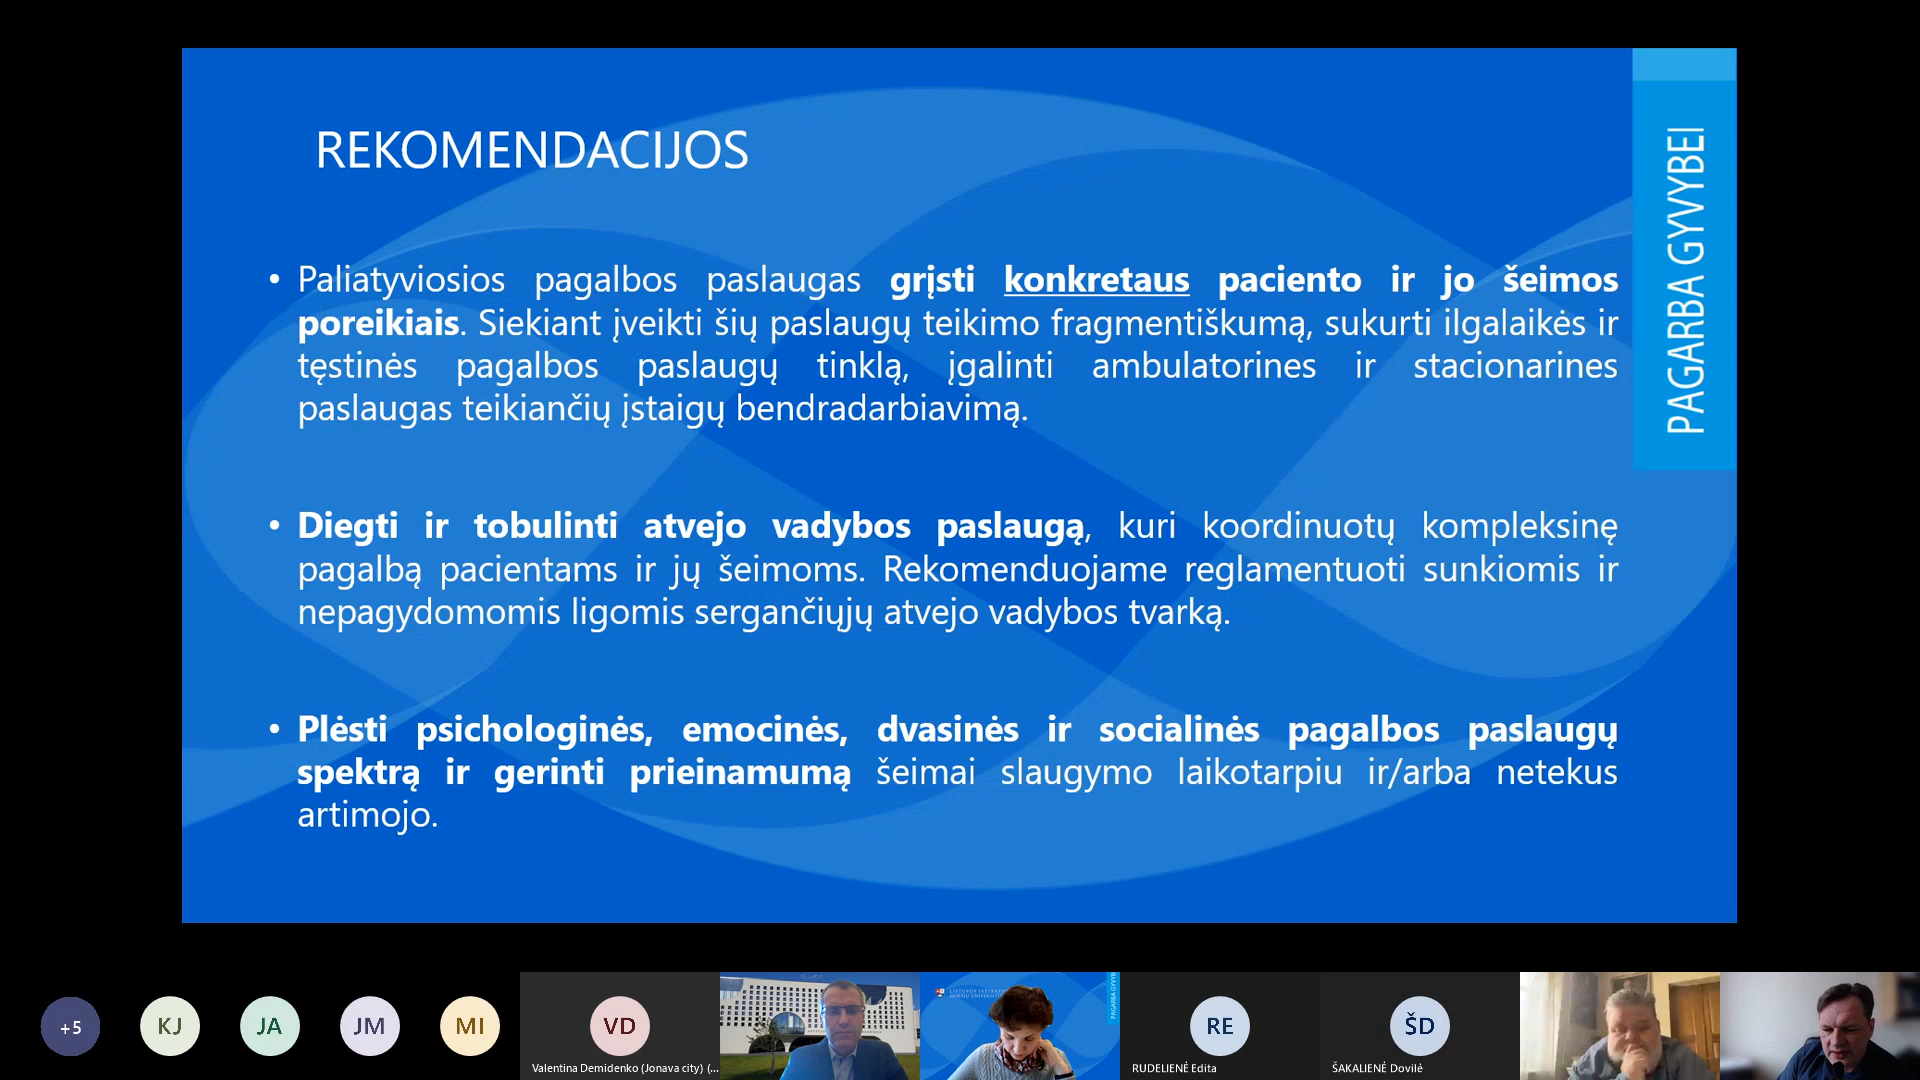 REKOMENDACIJOS
PAGARBA GYVYBEI
• Paliatyviosios pagalbos paslaugas grįsti konkretaus paciento ir jo šeimos
poreikiais. Siekiant įveikti šių paslaugų teikimo fragmentiškumą, sukurti ilgalaikės ir
tęstinės pagalbos paslaugų tinklą, įgalinti ambulatorines ir stacionarines
paslaugas teikiančių įstaigų bendradarbiavimą.
• Diegti ir tobulinti atvejo vadybos paslaugą, kuri koordinuotų kompleksinę
pagalbą pacientams ir jų šeimoms. Rekomenduojame reglamentuoti sunkiomis ir
nepagydomomis ligomis sergančiųjų atvejo vadybos tvarką.
• Plėsti psichologinės, emocinės, dvasinės ir socialinės pagalbos paslaugų
spektrą ir gerinti prieinamumą šeimai slaugymo laikotarpiu ir/arba netekus
artimojo.
+5
KJ
JA
JM
MI
VD
Valentina Demidenko (Jonava city) (...
RE
RUDELIENĖ Edita
ŠD
ŠAKALIENĖ Dovilė